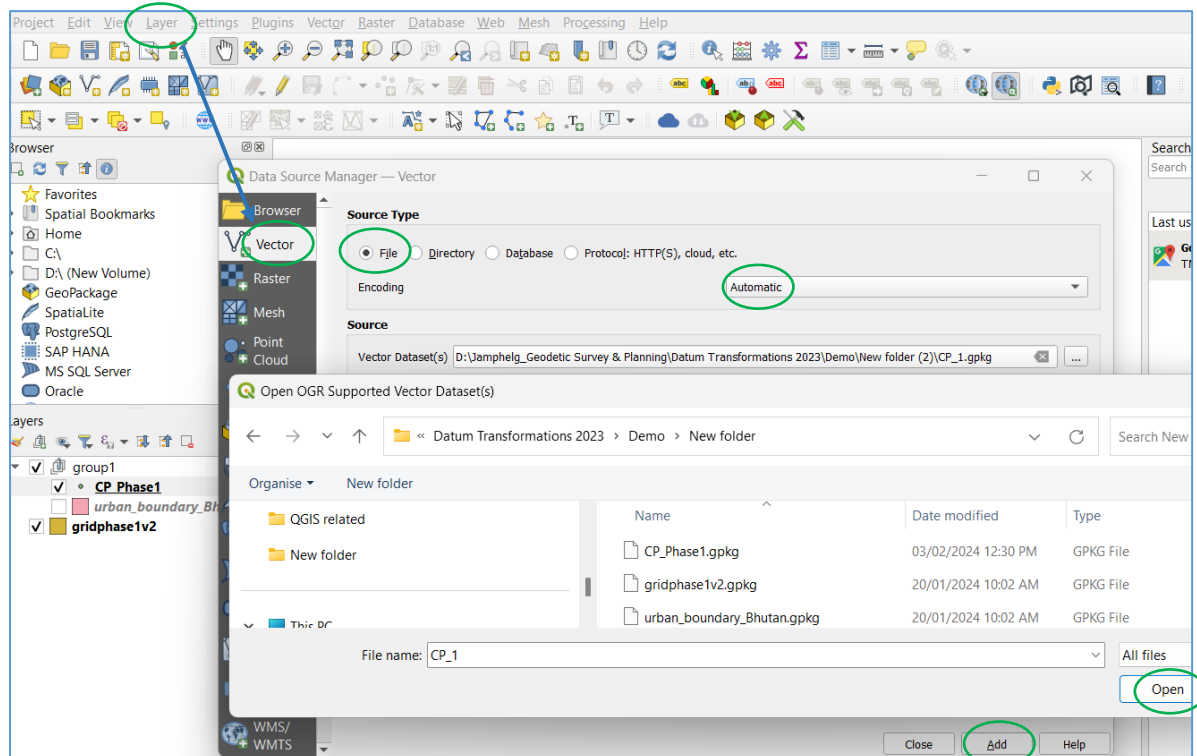 Project Edit View Layer Settings Plugins Vector Raster Database Web Mesh Processing Help
abc abc abc
Browser
Favorites
Spatial Bookmarks
Home
C:\
D:\ (New Volume)
GeoPackage
SpatiaLite
PostgreSQL
SAP HANA
MS SQL Server
Oracle
Layers
group1
CP_Phase1
urban_boundary_Bh
gridphase1v2
Data Source Manager — Vector
Browser
Vector
Raster
Mesh
Point
Cloud
WMS/
WMTS
Source Type
File Directory Database Protocol: HTTP(S), cloud, etc.
Encoding Automatic
Source
Vector Dataset(s) D:\Jamphelg_Geodetic Survey & Planning\Datum Transformations 2023\Demo\New folder (2)\CP_1.gpkg ...
Open OGR Supported Vector Dataset(s)
« Datum Transformations 2023 > Demo > New folder
Search New
Organise New folder
QGIS related
New folder
This PC
Name Date modified Type
CP_Phase1.gpkg 03/02/2024 12:30 PM GPKG File
gridphase1v2.gpkg 20/01/2024 10:02 AM GPKG File
urban_boundary_Bhutan.gpkg 20/01/2024 10:02 AM GPKG File
File name: CP_1 All files
Open
Close Add Help
Search
Search
Last us
Go